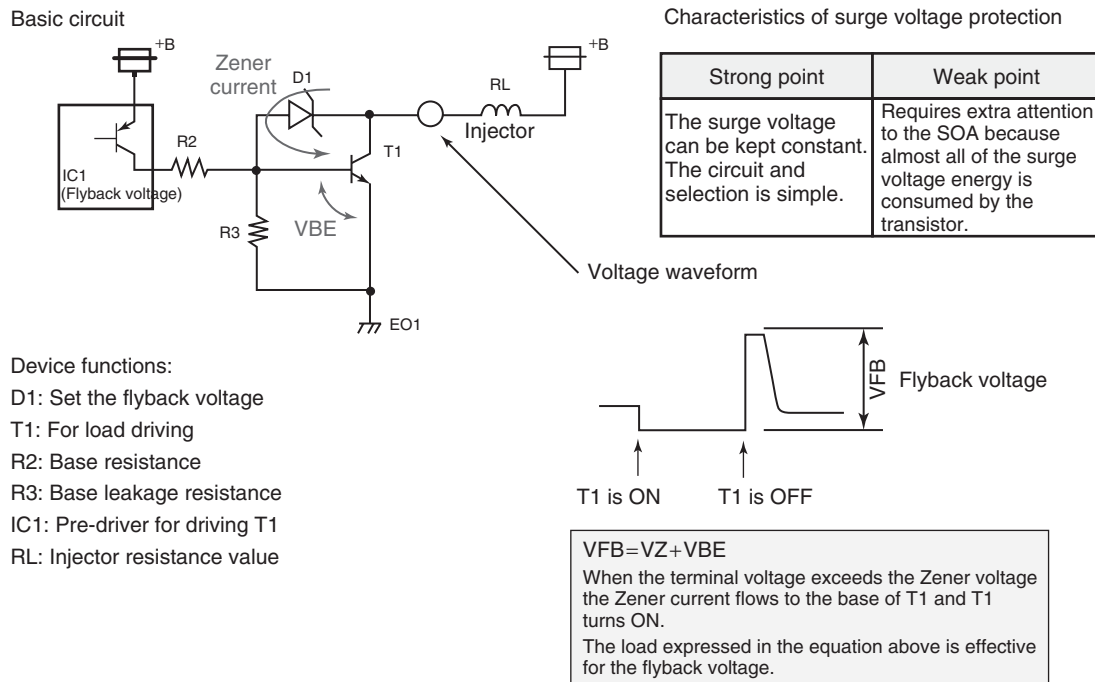 Basic circuit
+B
Zener
current
D1
R2
IC1
(Flyback voltage)
T1
R3
VBE
EO1
RL
Injector
+B
Voltage waveform
Characteristics of surge voltage protection
Strong point
Weak point
The surge voltage
can be kept constant.
The circuit and
selection is simple.
Requires extra attention
to the SOA because
almost all of the surge
voltage energy is
consumed by the
transistor.
Device functions:
D1: Set the flyback voltage
T1: For load driving
R2: Base resistance
R3: Base leakage resistance
IC1: Pre-driver for driving T1
RL: Injector resistance value
VFB
Flyback voltage
T1 is ON
T1 is OFF
VFB=VZ+VBE
When the terminal voltage exceeds the Zener voltage
the Zener current flows to the base of T1 and T1
turns ON.
The load expressed in the equation above is effective
for the flyback voltage.